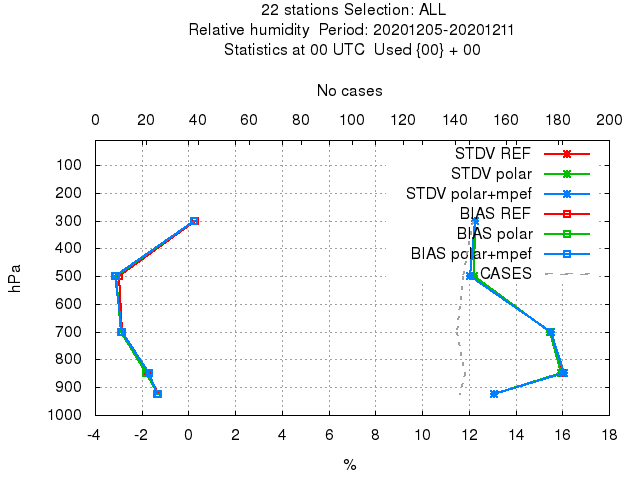 22 stations Selection: ALL
Relative humidity  Period: 20201205-20201211
Statistics at 00 UTC  Used {00} + 00
No cases
0 20 40 60 80 100 120 140 160 180 200
STDV REF
STDV polar
STDV polar+mpef
BIAS REF
BIAS polar
BIAS polar+mpef
CASES
hPa
100
200
300
400
500
600
700
800
900
1000
-4 -2 0 2 4 6 8 10 12 14 16 18
%